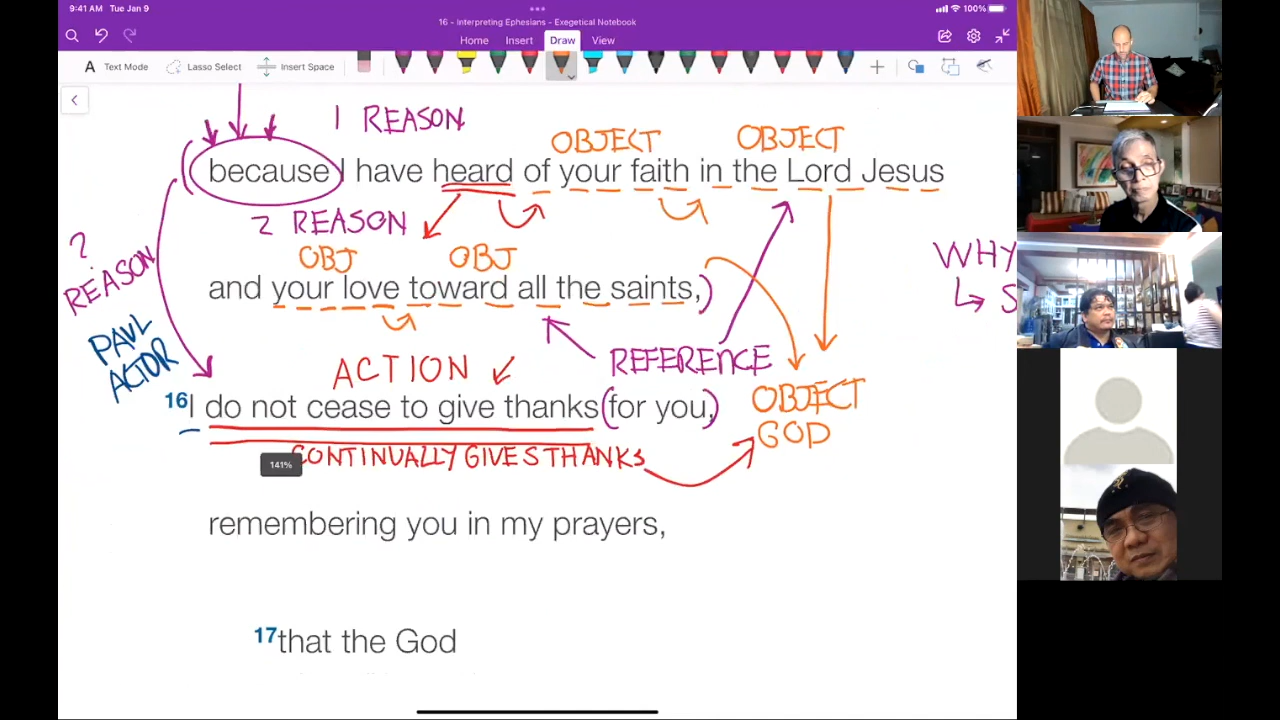 9:41 AM Tue Jan 9
100%
16 - Interpreting Ephesians - Exegetical Notebook
Home Insert Draw View
A Text Mode Lasso Select Insert Space
1 REASON
OBJECT OBJECT
because I have heard of your faith in the Lord Jesus
2 REASON
OBJ OBJ
WHY
S
? REASON
and your love toward all the saints,)
PAUL
ACTOR
ACTION
REFERENCE
16 I do not cease to give thanks (for you,)
OBJECT
GOD
141%
CONTINUALLY GIVES THANKS
remembering you in my prayers,
17 that the God